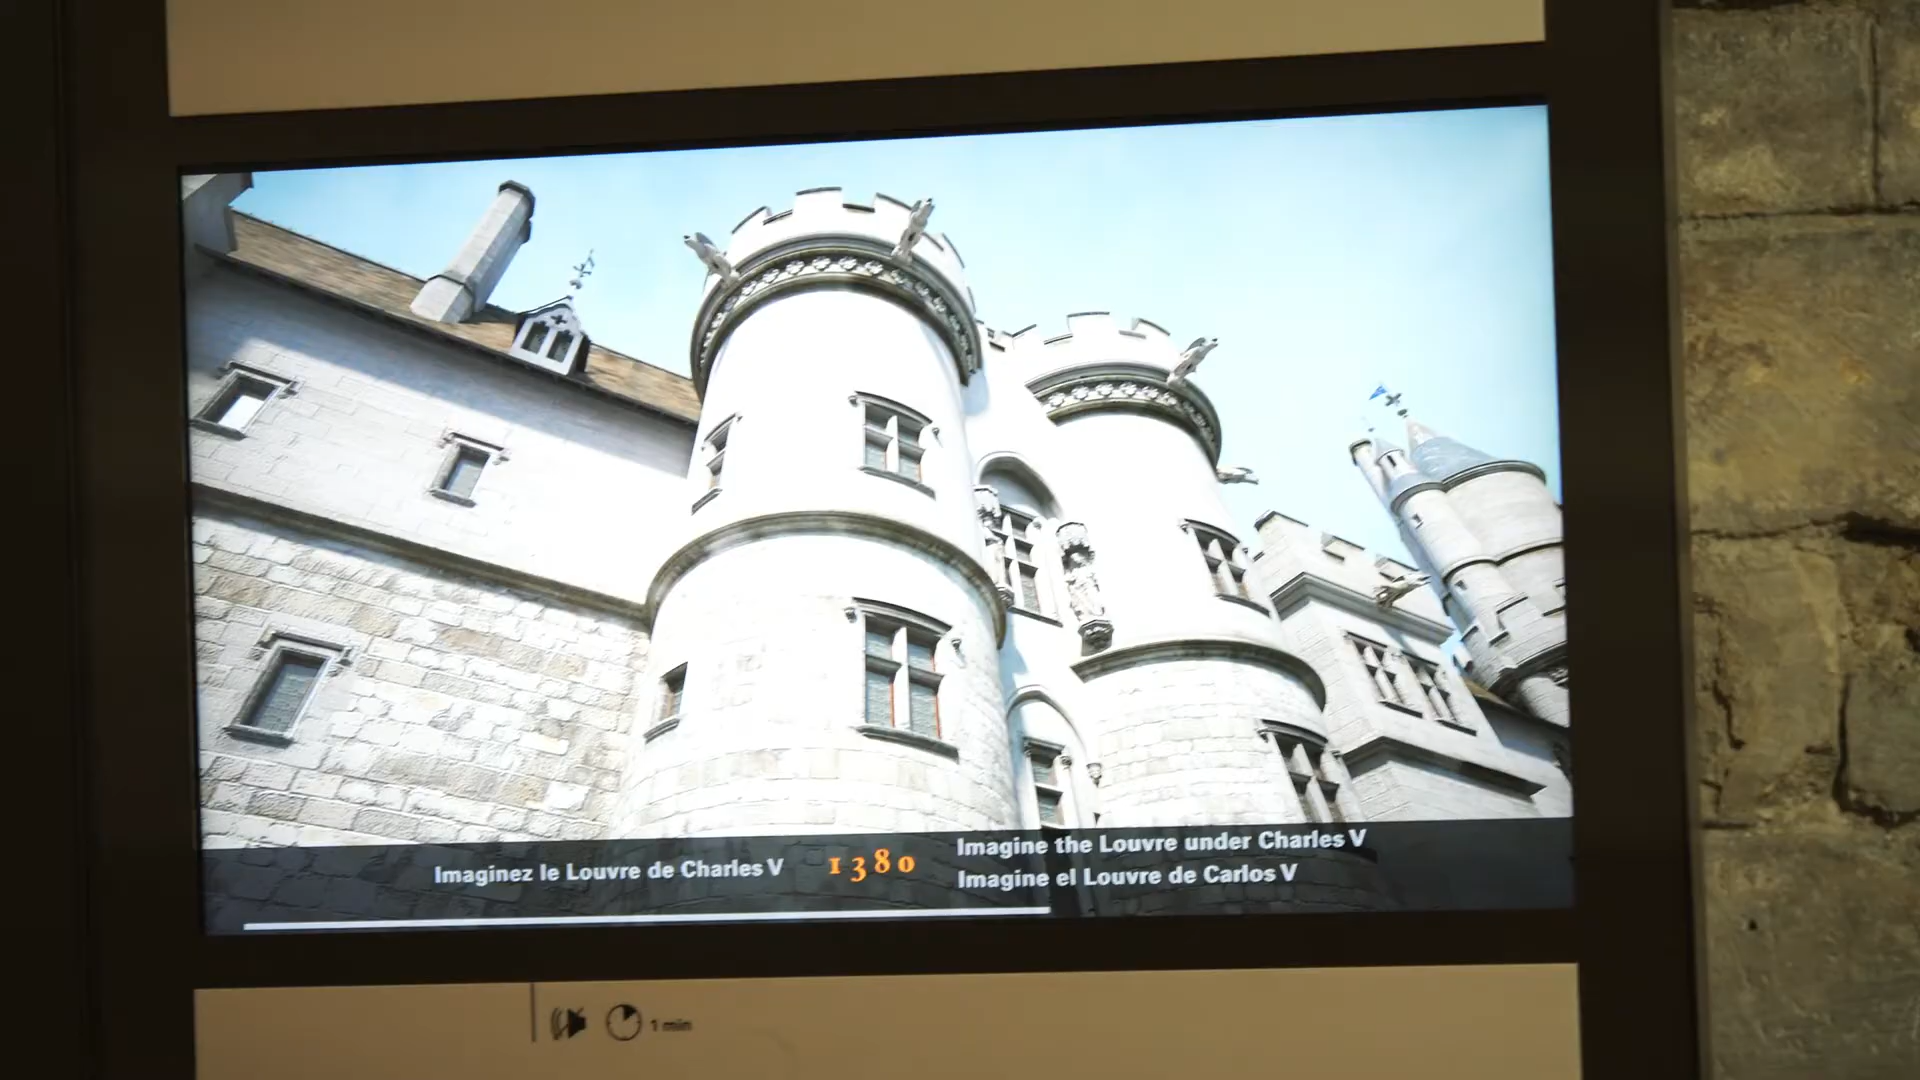 Imaginez le Louvre de Charles V
1380
Imagine the Louvre under Charles V
Imagine el Louvre de Carlos V
1 min